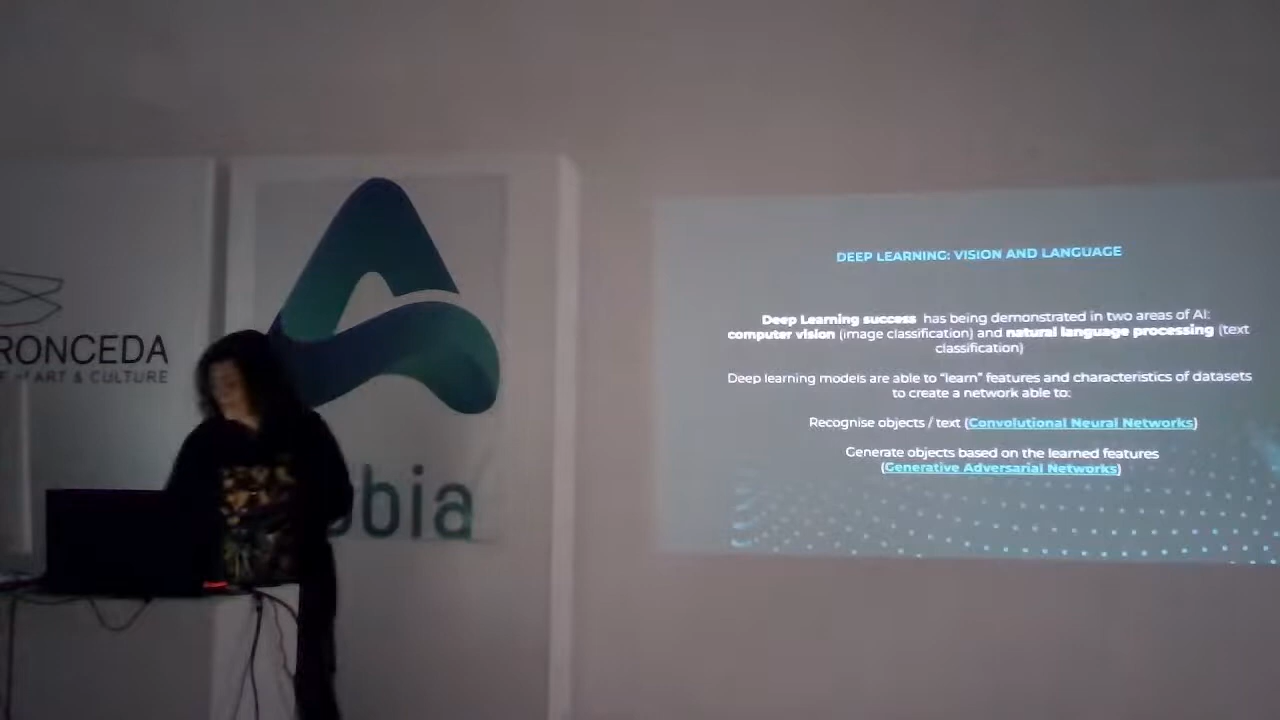 RONCEDA
ART & CULTURE
bia
DEEP LEARNING: VISION AND LANGUAGE
Deep Learning success has being demonstrated in two areas of AI:
computer vision (image classification) and natural language processing (text
classification)
Deep learning models are able to “learn” features and characteristics of datasets
to create a network able to:
Recognise objects / text (Convolutional Neural Networks)
Generate objects based on the learned features
(Generative Adversarial Networks)